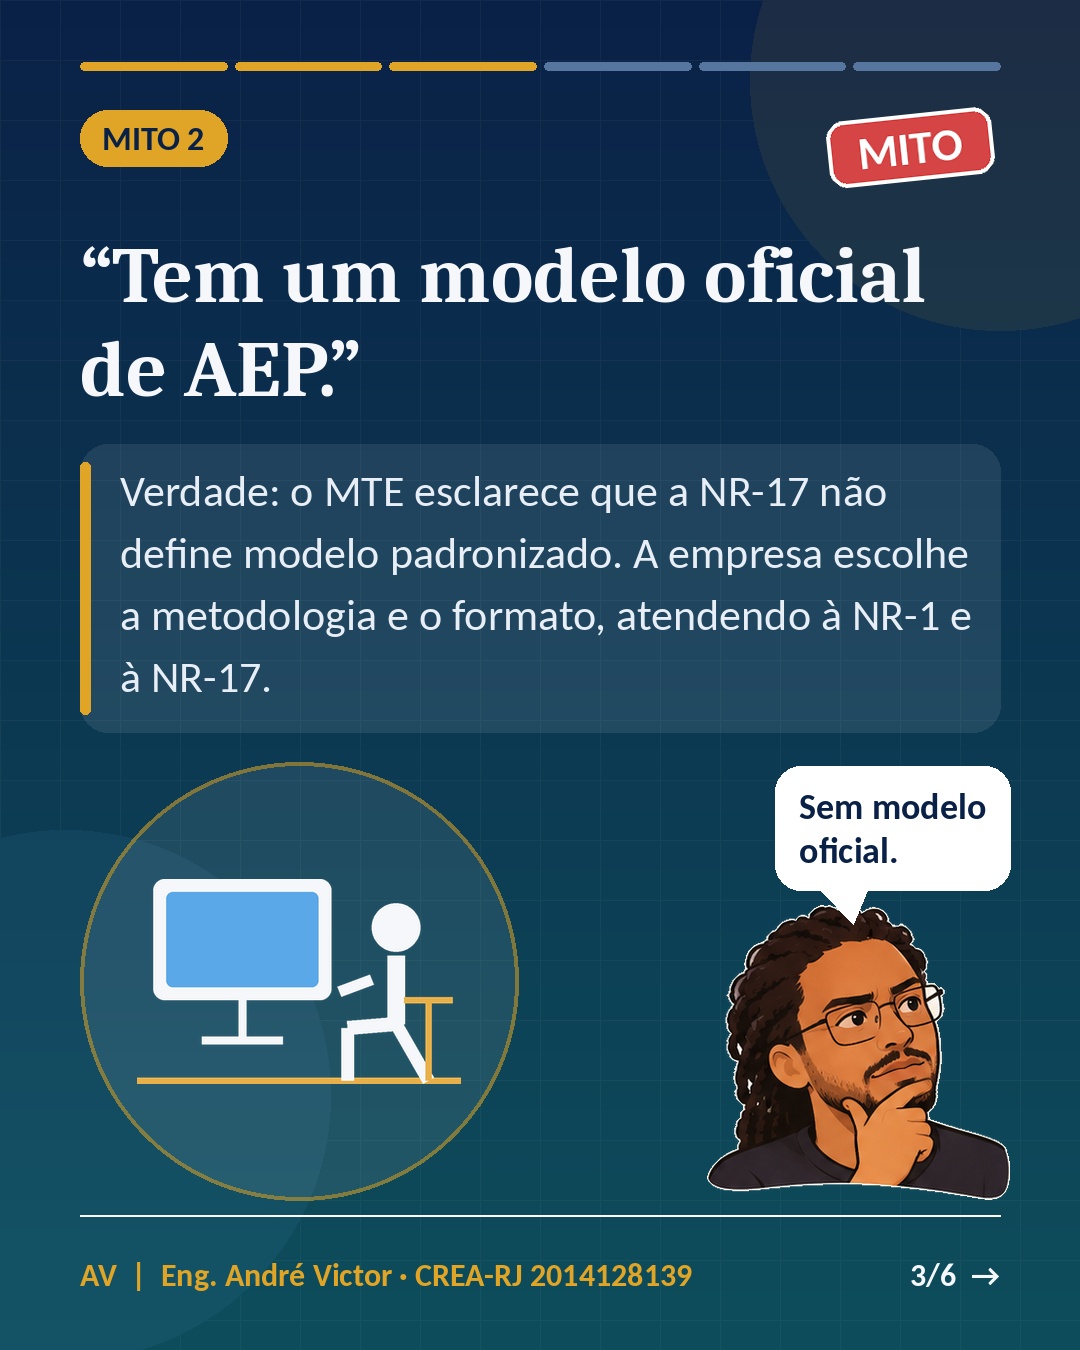 MITO 2
MITO
“Tem um modelo oficial
de AEP.”
Verdade: o MTE esclarece que a NR-17 não
define modelo padronizado. A empresa escolhe
a metodologia e o formato, atendendo à NR-1 e
à NR-17.
Sem modelo
oficial.
AV | Eng. André Victor · CREA-RJ 2014128139
3/6 →